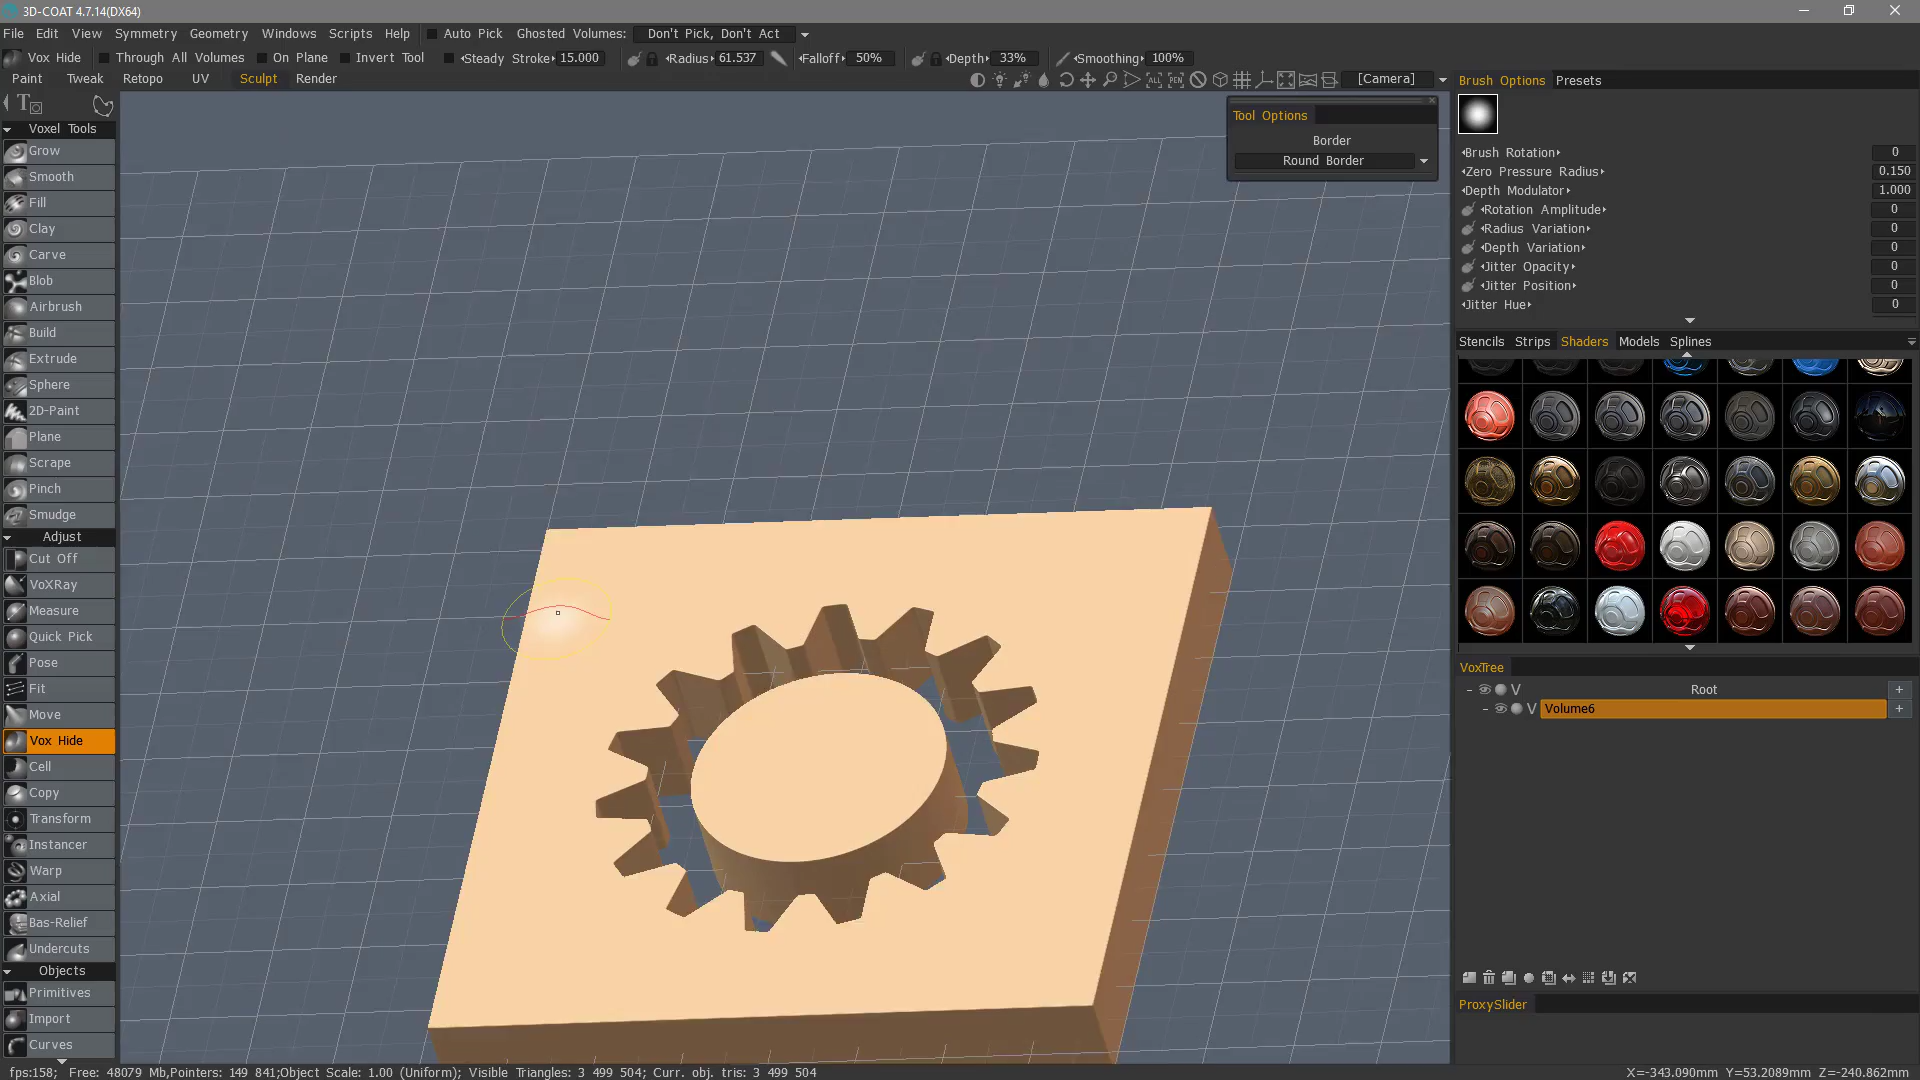 3D-COAT 4.7.14(DX64)
File Edit View Symmetry Geometry Windows Scripts Help Auto Pick Ghosted Volumes: Don't Pick, Don't Act
Vox Hide Through All Volumes On Plane Invert Tool Steady Stroke 15.000 Radius 61.537 Falloff 50% Depth 33% Smoothing 100%
Paint Tweak Retopo UV Sculpt Render [Camera]
Voxel Tools
Grow
Smooth
Fill
Clay
Carve
Blob
Airbrush
Build
Extrude
Sphere
2D-Paint
Plane
Scrape
Pinch
Smudge
Adjust
Cut Off
VoXRay
Measure
Quick Pick
Pose
Fit
Move
Vox Hide
Cell
Copy
Transform
Instancer
Warp
Axial
Bas-Relief
Undercuts
Objects
Primitives
Import
Curves
Tool Options
Border
Round Border
Brush Options Presets
Brush Rotation 0
Zero Pressure Radius 0.150
Depth Modulator 1.000
Rotation Amplitude 0
Radius Variation 0
Depth Variation 0
Jitter Opacity 0
Jitter Position 0
Jitter Hue 0
Stencils Strips Shaders Models Splines
VoxTree
V Root +
V Volume6 +
ProxySlider
fps:158; Free: 48079 Mb,Pointers: 149 841;Object Scale: 1.00 (Uniform); Visible Triangles: 3 499 504; Curr. obj. tris: 3 499 504
X=-343.090mm Y=53.2089mm Z=-240.862mm